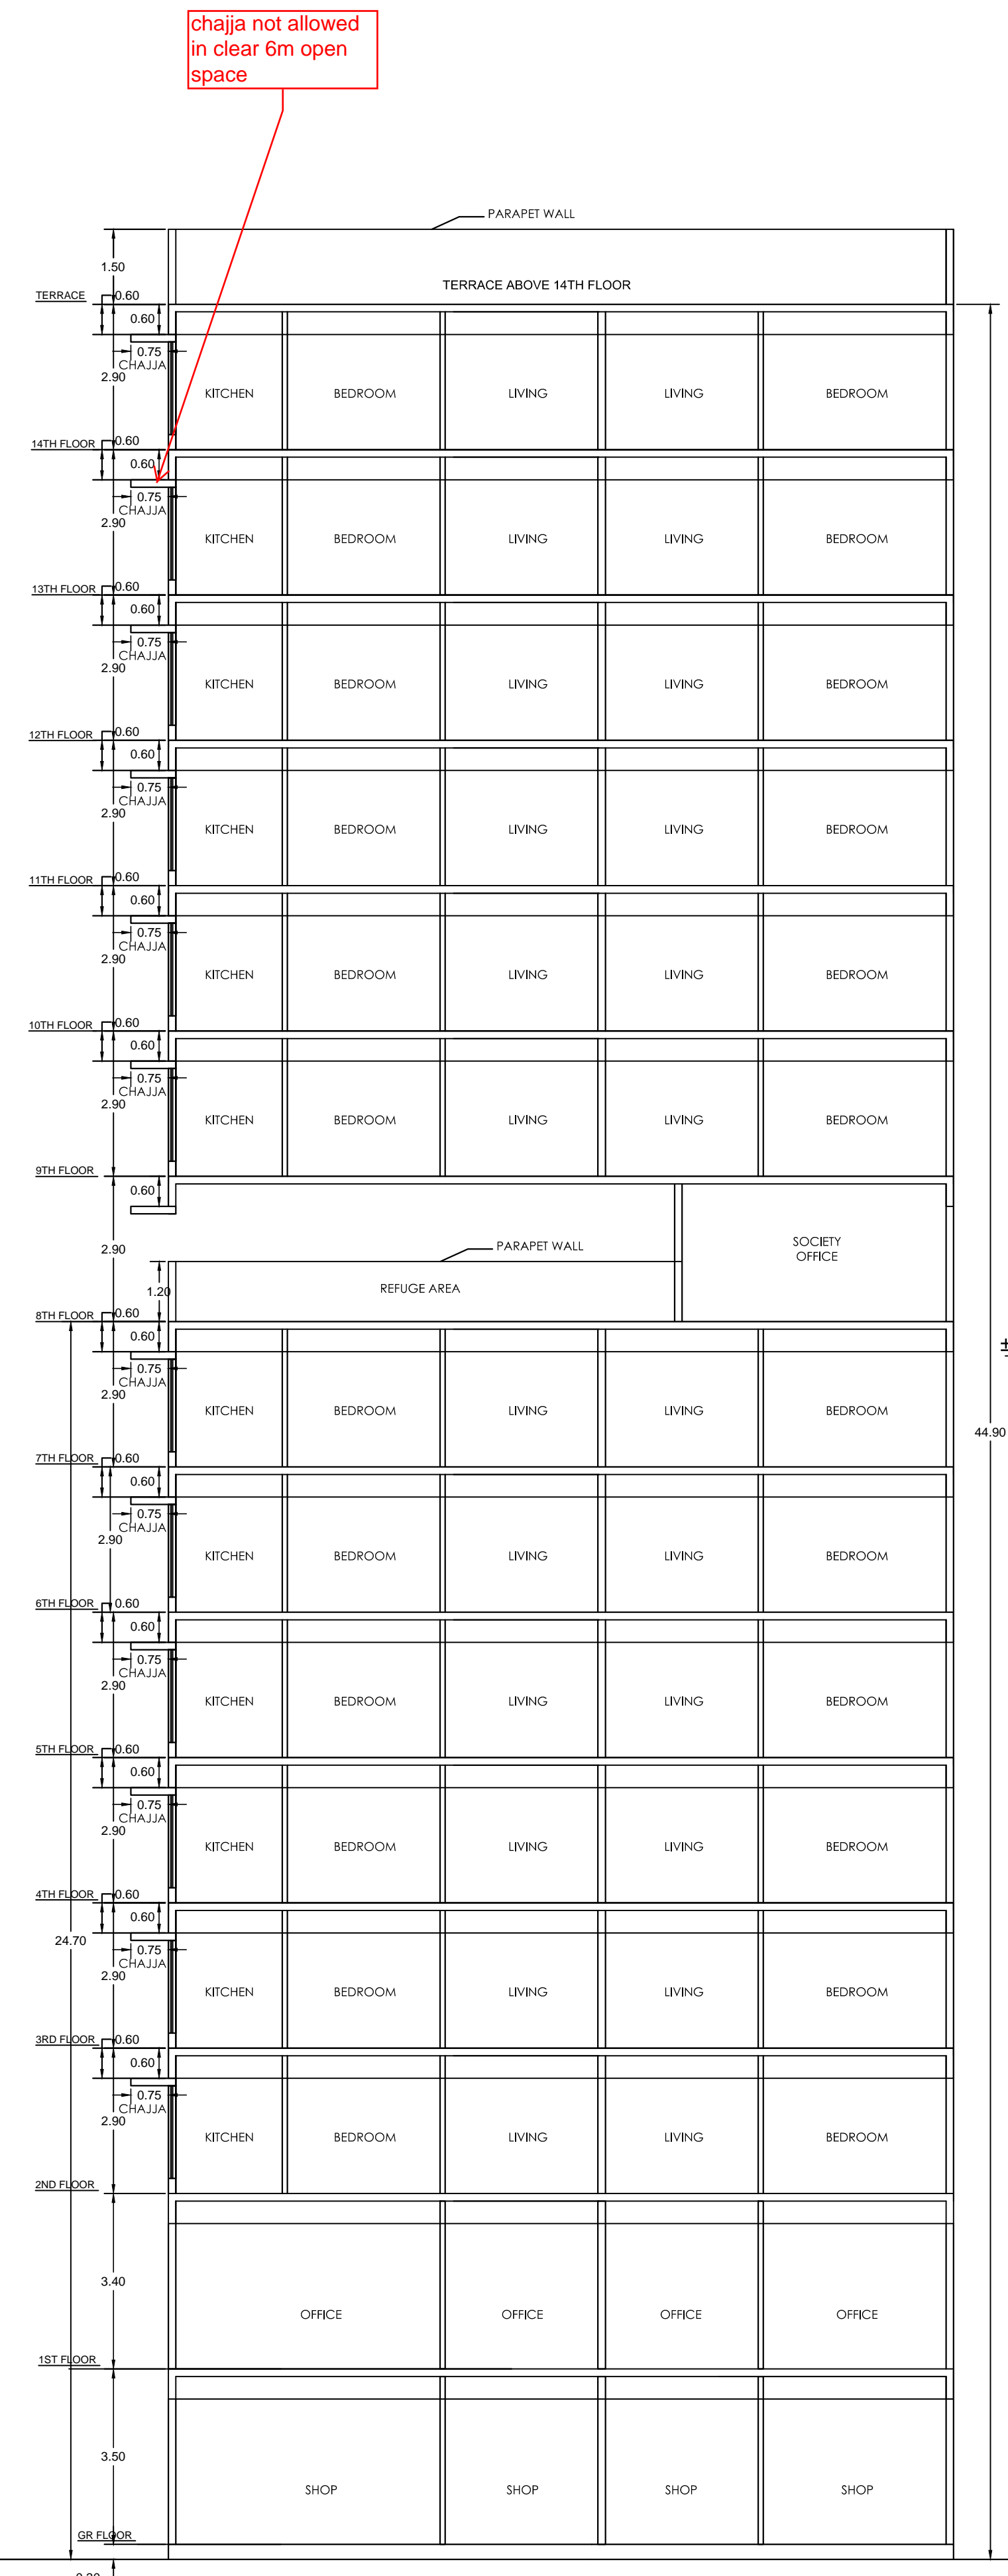 chajja not allowed
in clear 6m open
space
PARAPET WALL
1.50
TERRACE ABOVE 14TH FLOOR
TERRACE
0.60
0.60
0.75
CHAJJA
2.90
KITCHEN BEDROOM LIVING LIVING BEDROOM
14TH FLOOR
0.60
0.60
0.75
CHAJJA
2.90
KITCHEN BEDROOM LIVING LIVING BEDROOM
13TH FLOOR
0.60
0.60
0.75
CHAJJA
2.90
KITCHEN BEDROOM LIVING LIVING BEDROOM
12TH FLOOR
0.60
0.60
0.75
CHAJJA
2.90
KITCHEN BEDROOM LIVING LIVING BEDROOM
11TH FLOOR
0.60
0.60
0.75
CHAJJA
2.90
KITCHEN BEDROOM LIVING LIVING BEDROOM
10TH FLOOR
0.60
0.60
0.75
CHAJJA
2.90
KITCHEN BEDROOM LIVING LIVING BEDROOM
9TH FLOOR
0.60
2.90
PARAPET WALL
SOCIETY
OFFICE
1.20
REFUGE AREA
8TH FLOOR
0.60
0.60
0.75
CHAJJA
2.90
KITCHEN BEDROOM LIVING LIVING BEDROOM
44.90
7TH FLOOR
0.60
0.60
0.75
CHAJJA
2.90
KITCHEN BEDROOM LIVING LIVING BEDROOM
6TH FLOOR
0.60
0.60
0.75
CHAJJA
2.90
KITCHEN BEDROOM LIVING LIVING BEDROOM
5TH FLOOR
0.60
0.60
0.75
CHAJJA
2.90
KITCHEN BEDROOM LIVING LIVING BEDROOM
4TH FLOOR
0.60
0.60
24.70
0.75
CHAJJA
2.90
KITCHEN BEDROOM LIVING LIVING BEDROOM
3RD FLOOR
0.60
0.60
0.75
CHAJJA
2.90
KITCHEN BEDROOM LIVING LIVING BEDROOM
2ND FLOOR
3.40
OFFICE OFFICE OFFICE OFFICE
1ST FLOOR
3.50
SHOP SHOP SHOP SHOP
GR FLOOR